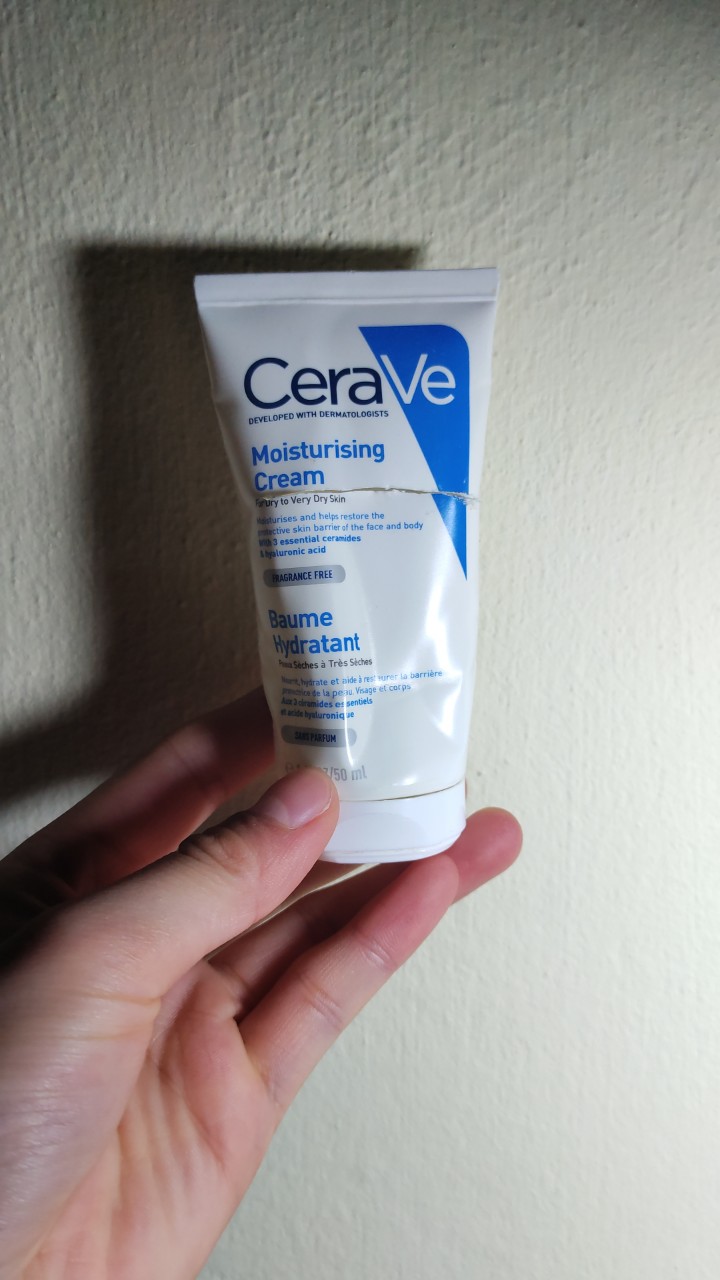 CeraVe
DEVELOPED WITH DERMATOLOGISTS
Moisturising
Cream
For Dry to Very Dry Skin
Moisturises and helps restore the
protective skin barrier of the face and body
With 3 essential ceramides
& hyaluronic acid
FRAGRANCE FREE
Baume
Hydratant
Peaux Sèches à Très Sèches
Nourrit, hydrate et aide à restaurer la barrière
protectrice de la peau. Visage et corps
Aux 3 céramides essentiels
et acide hyaluronique
SANS PARFUM
/50 ml